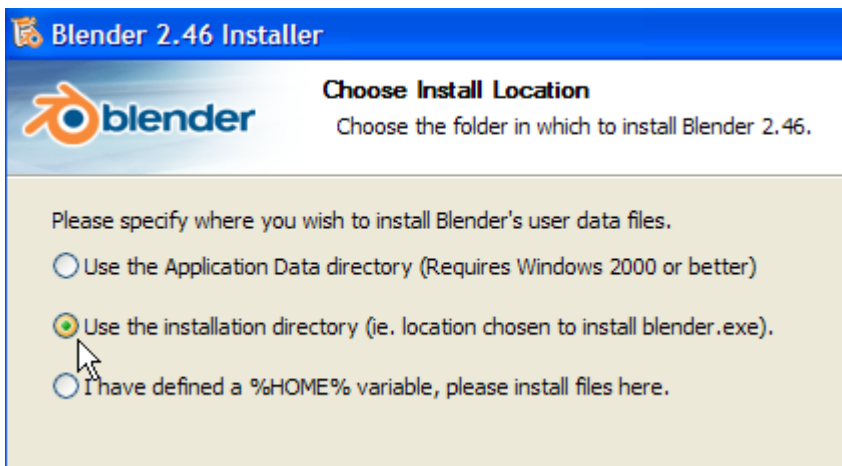 Blender 2.46 Installer
blender
Choose Install Location
Choose the folder in which to install Blender 2.46.
Please specify where you wish to install Blender's user data files.
Use the Application Data directory (Requires Windows 2000 or better)
Use the installation directory (ie. location chosen to install blender.exe).
I have defined a %HOME% variable, please install files here.